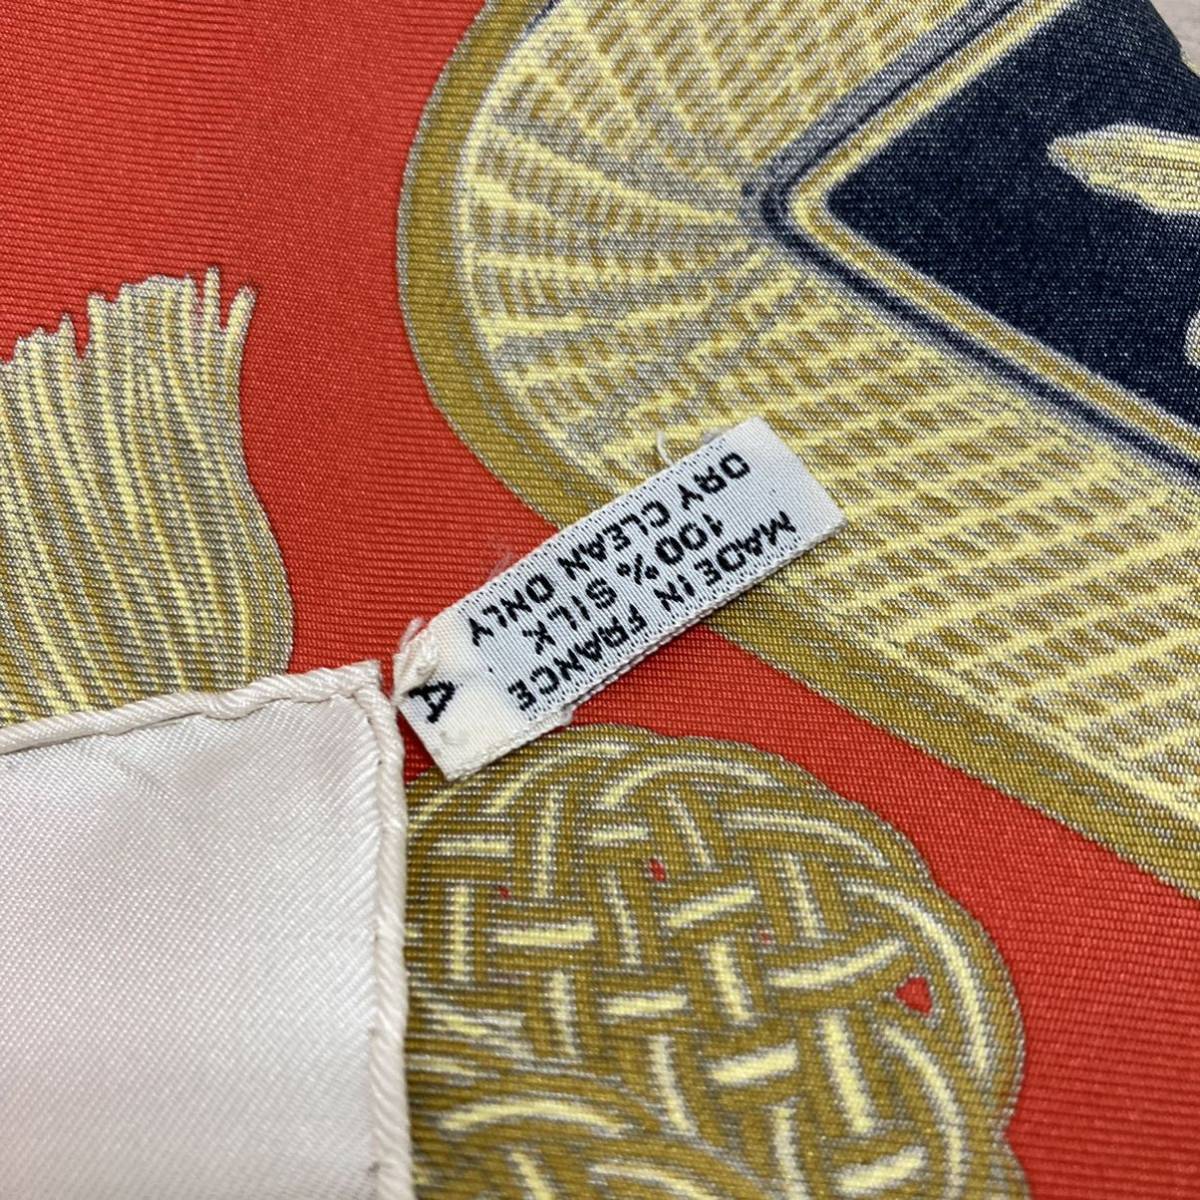 MADE IN FRANCE
100% SILK
DRY CLEAN ONLY
A